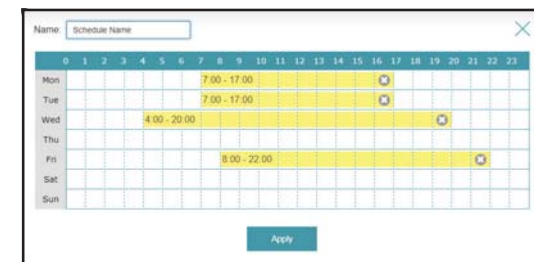 Name: Schedule Name
0 1 2 3 4 5 6 7 8 9 10 11 12 13 14 15 16 17 18 19 20 21 22 23
Mon 7:00 - 17:00
Tue 7:00 - 17:00
Wed 4:00 - 20:00
Thu
Fri 8:00 - 22:00
Sat
Sun
Apply